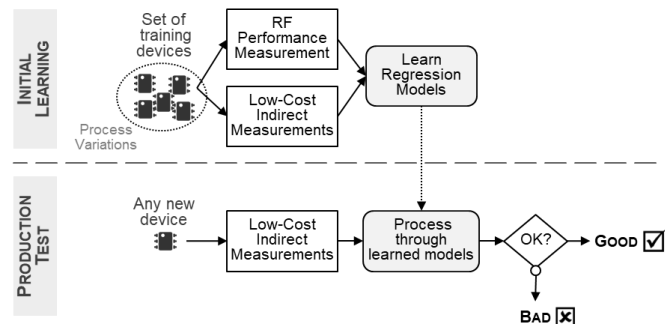 INITIAL
LEARNING
Set of
training
devices
Process
Variations
RF
Performance
Measurement
Low-Cost
Indirect
Measurements
Learn
Regression
Models
PRODUCTION
TEST
Any new
device
Low-Cost
Indirect
Measurements
Process
through
learned models
OK?
GOOD
BAD